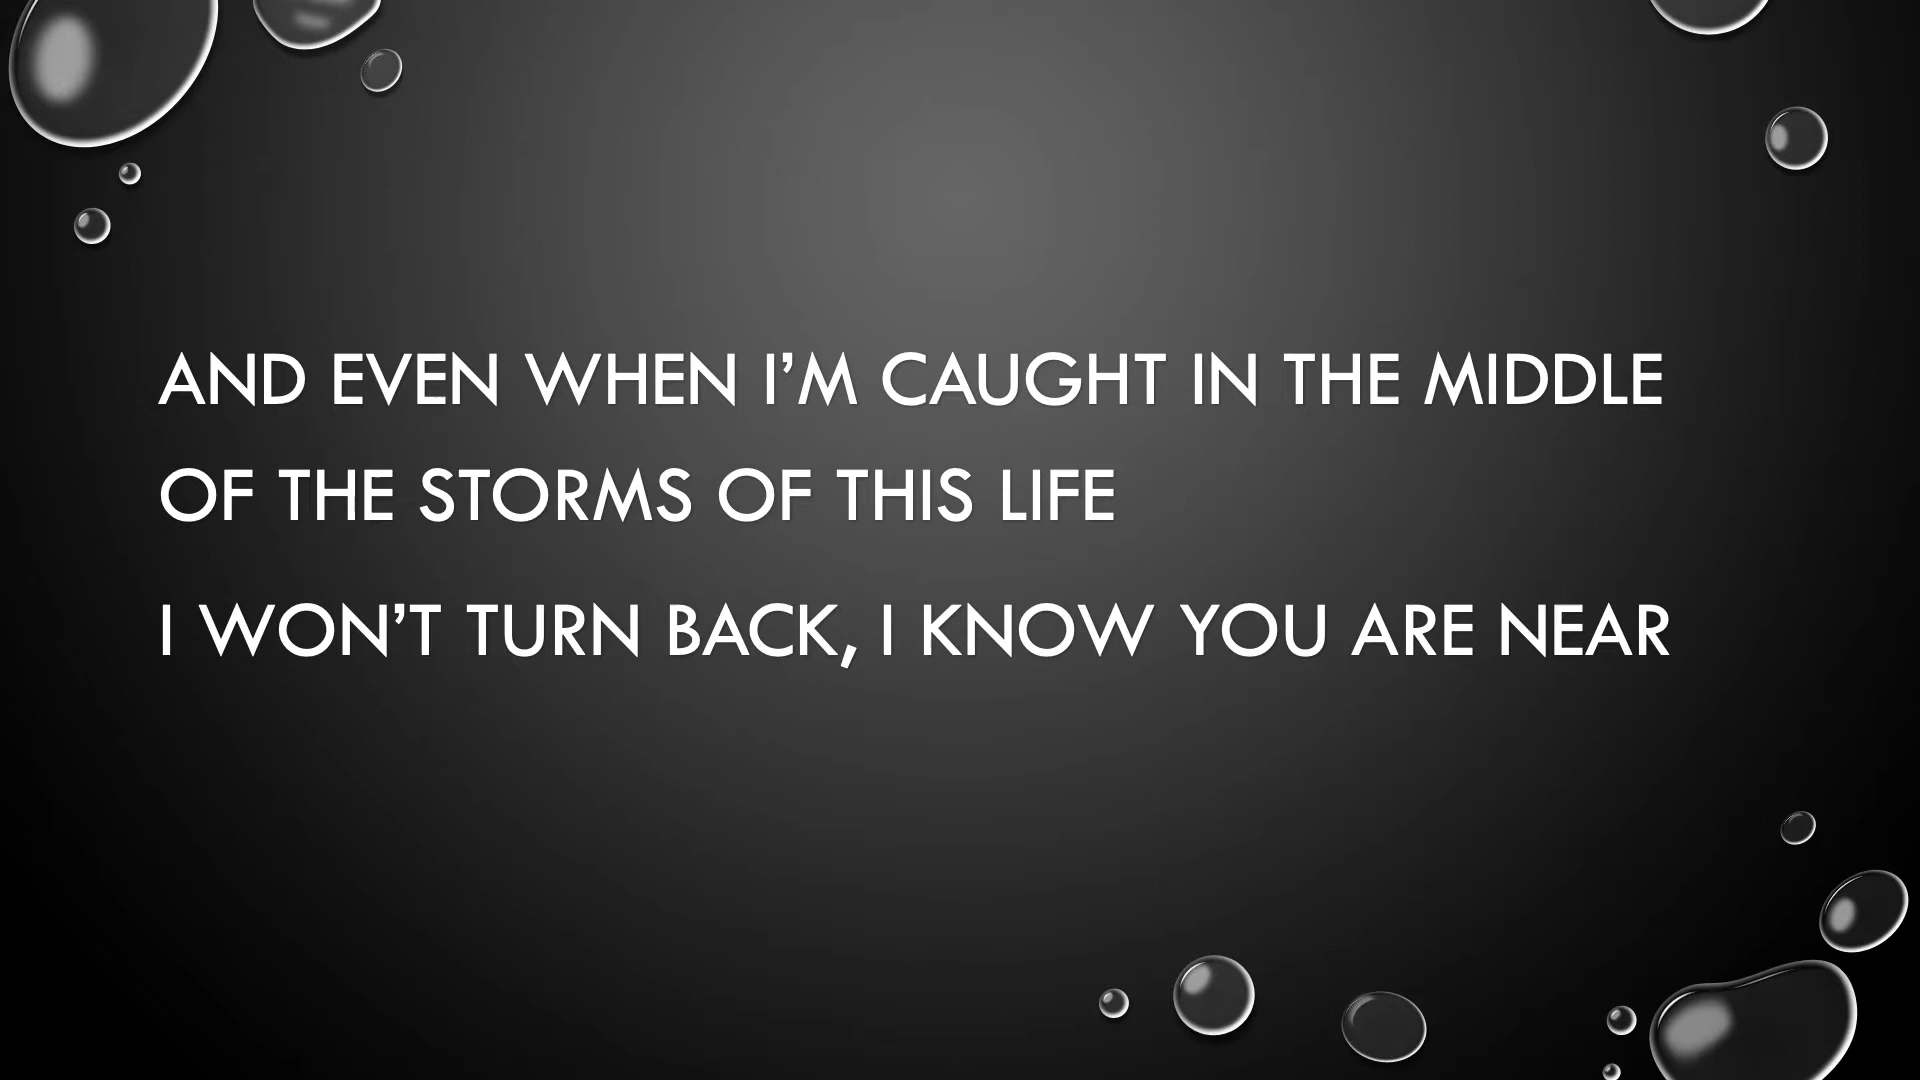 AND EVEN WHEN I’M CAUGHT IN THE MIDDLE
OF THE STORMS OF THIS LIFE
I WON’T TURN BACK, I KNOW YOU ARE NEAR